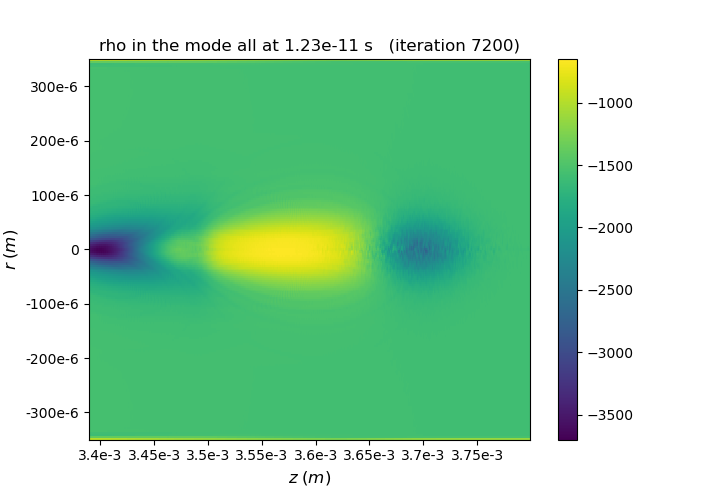 rho in the mode all at 1.23e-11 s   (iteration 7200)
300e-6
200e-6
100e-6
0
-100e-6
-200e-6
-300e-6
r (m)
3.4e-3 3.45e-3 3.5e-3 3.55e-3 3.6e-3 3.65e-3 3.7e-3 3.75e-3
z (m)
−1000
−1500
−2000
−2500
−3000
−3500